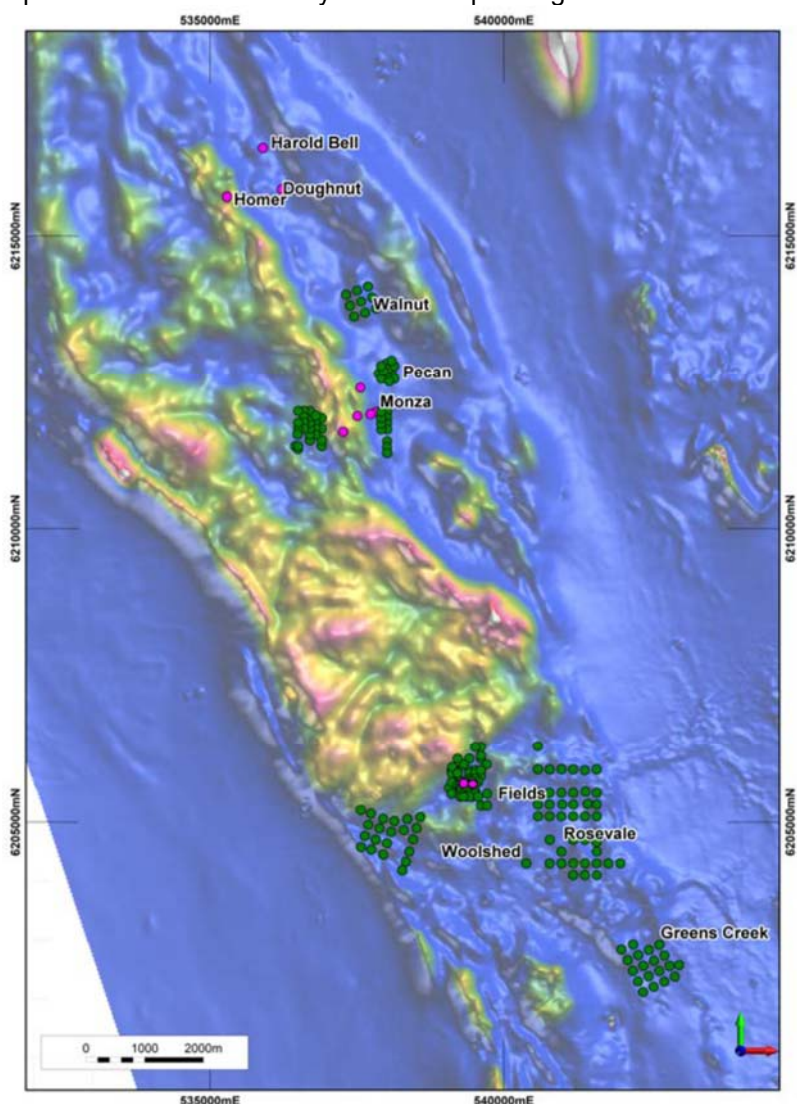 535000mE 540000mE
Harold Bell
Doughnut
Homer
6215000mN 6215000mN
Walnut
Pecan
Monza
6210000mN 6210000mN
Fields
6205000mN 6205000mN
Rosevale
Woolshed
Greens Creek
0 1000 2000m
535000mE 540000mE